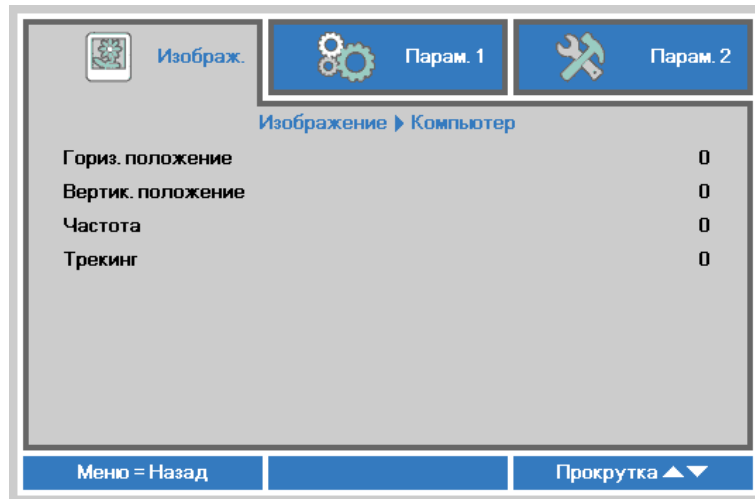 Изображ.
Парам. 1
Парам. 2
Изображение ▶ Компьютер
Гориз. положение 0
Вертик. положение 0
Частота 0
Трекинг 0
Меню = Назад
Прокрутка ▲▼